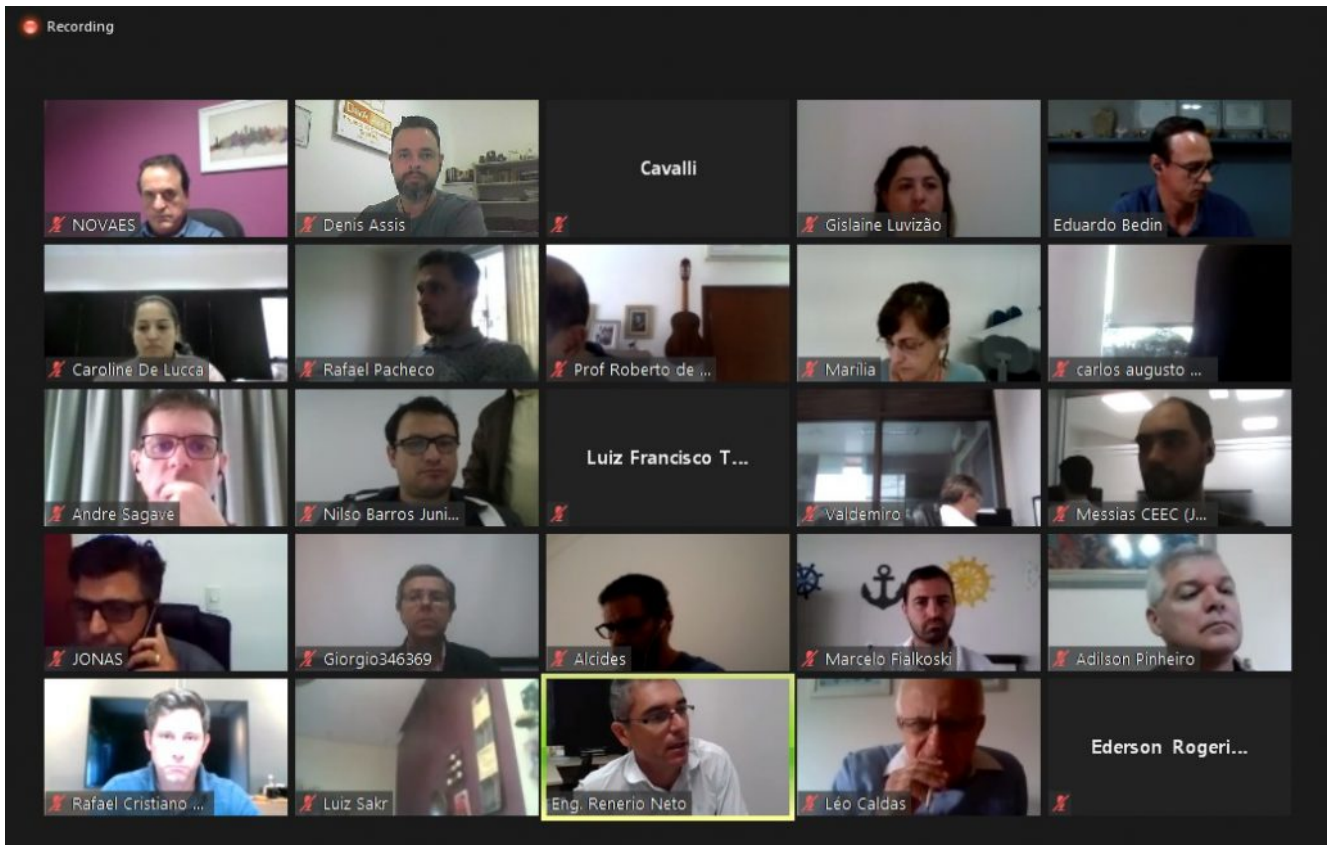 Recording
NOVAES
Denis Assis
Cavalli
Gislaine Luvizão
Eduardo Bedin
Caroline De Lucca
Rafael Pacheco
Prof Roberto de ...
Marília
carlos augusto ...
Andre Sagave
Nilso Barros Juni...
Luiz Francisco T...
Valdemiro
Messias CEEC (J...
JONAS
Giorgio346369
Alcides
Marcelo Fialkoski
Adilson Pinheiro
Rafael Cristiano ...
Luiz Sakr
Eng. Renerio Neto
Léo Caldas
Ederson Rogeri...